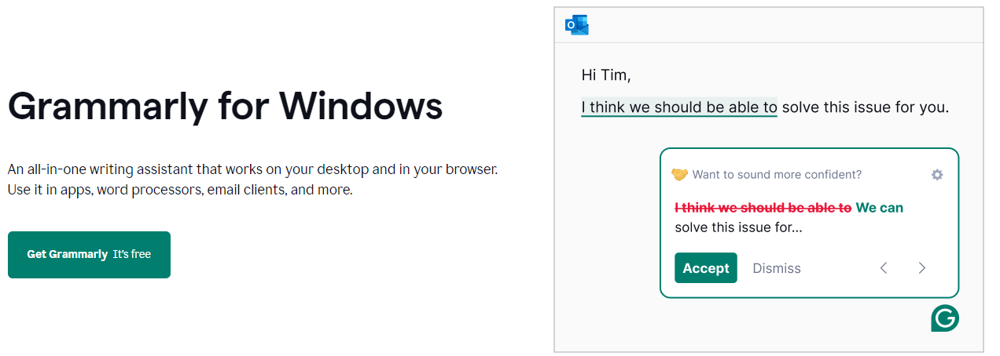 Grammarly for Windows
An all-in-one writing assistant that works on your desktop and in your browser.
Use it in apps, word processors, email clients, and more.
Get Grammarly It's free
O
Hi Tim,
I think we should be able to solve this issue for you.
Want to sound more confident?
I think we should be able to We can
solve this issue for...
Accept Dismiss
G